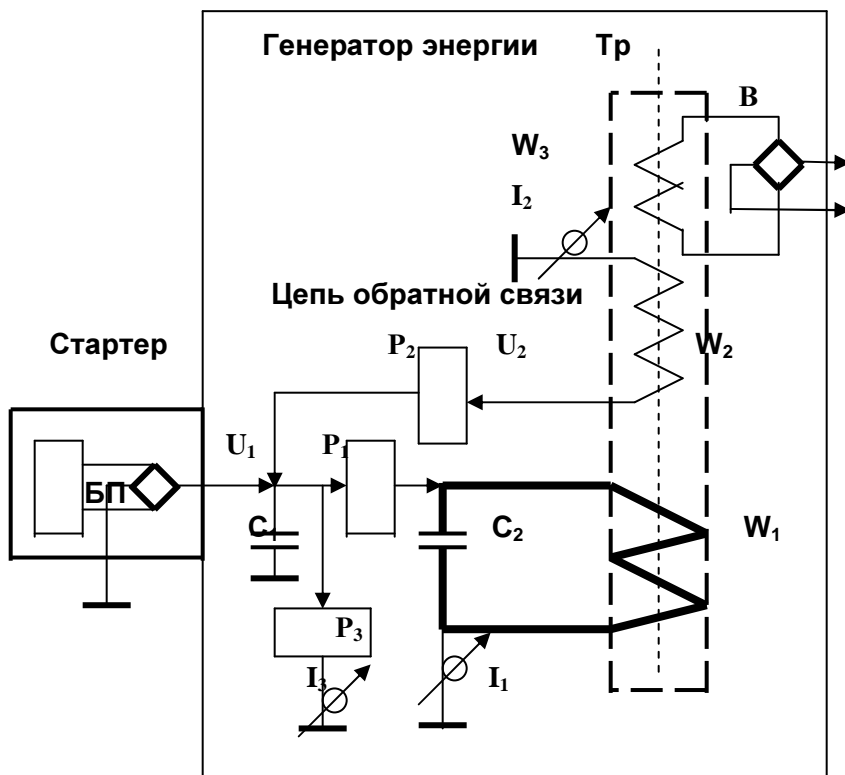 Генератор энергии Тр
В
W₃
I₂
Цепь обратной связи
Стартер
P₂ U₂ W₂
U₁ P₁
БП
C₁ C₂ W₁
P₃
I₃ I₁